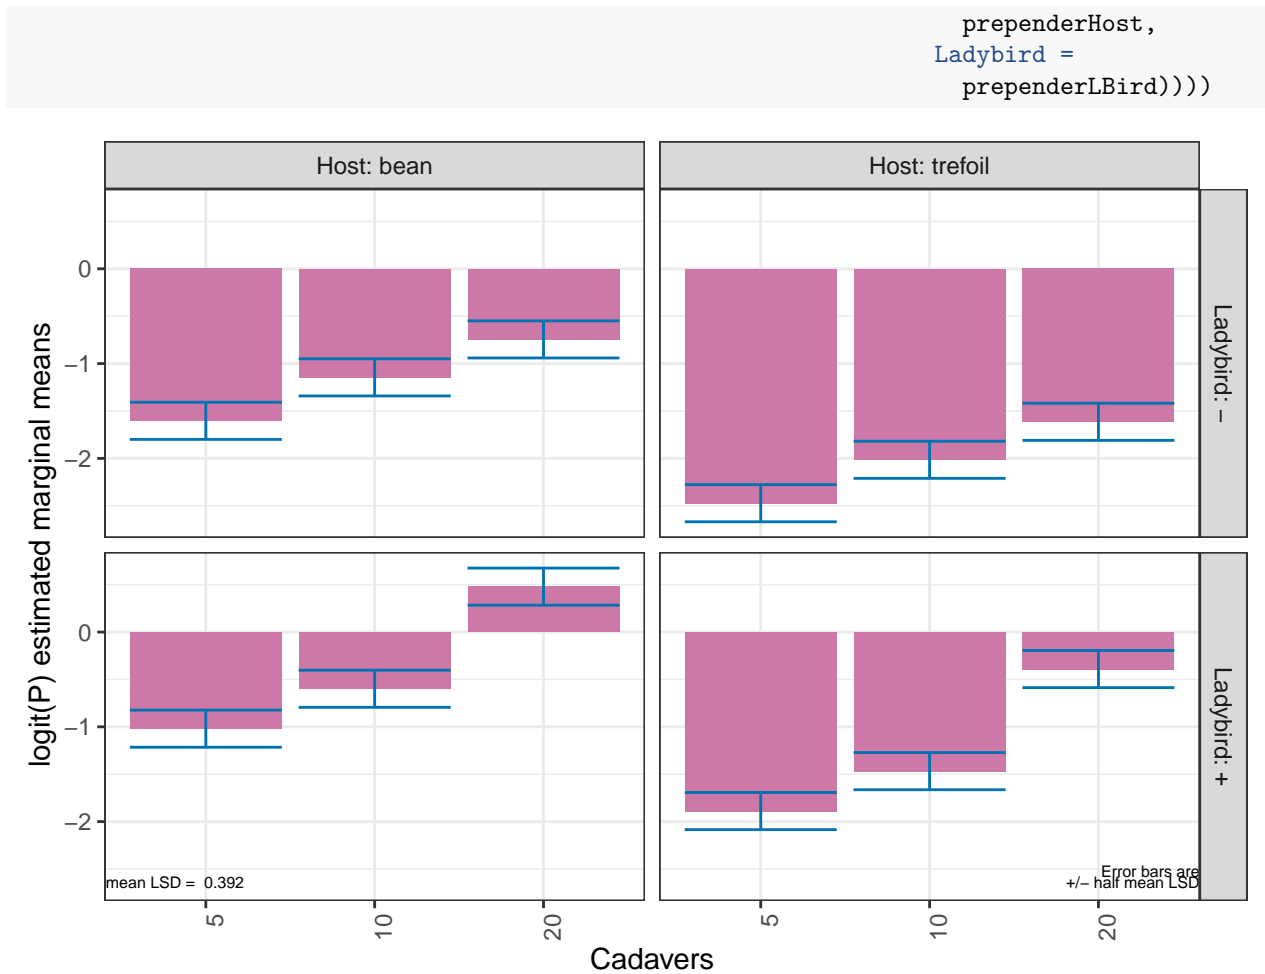 prependerHost,
Ladybird =
prependerLBird))))
Host: bean
Host: trefoil
0
−1
−2
Ladybird: −
logit(P) estimated marginal means
0
−1
−2
Ladybird: +
mean LSD = 0.392
Error bars are
+/− half mean LSD
5
10
20
5
10
20
Cadavers